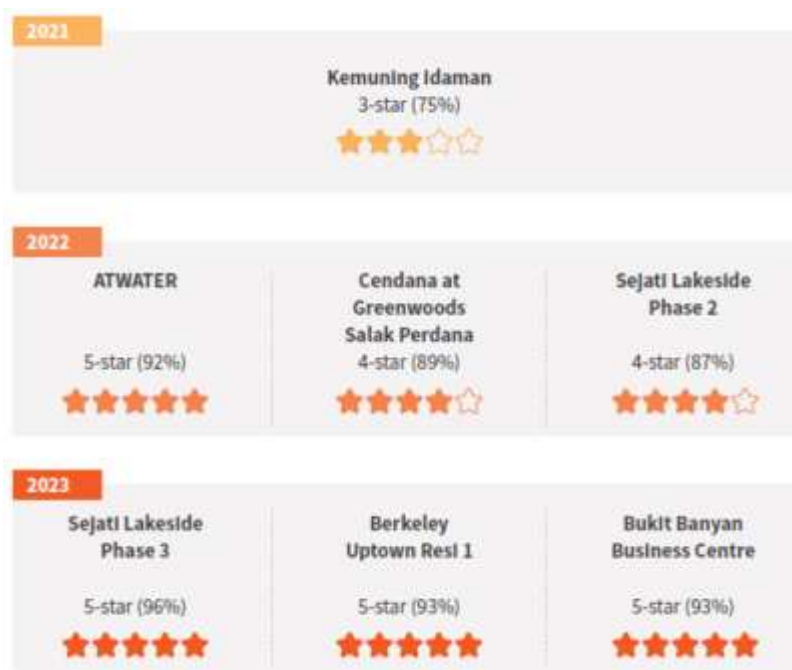 2021
Kemuning Idaman
3-star (75%)
2022
ATWATER
5-star (92%)
Cendana at
Greenwoods
Salak Perdana
4-star (89%)
Sejati Lakeside
Phase 2
4-star (87%)
2023
Sejati Lakeside
Phase 3
5-star (96%)
Berkeley
Uptown Resi 1
5-star (93%)
Bukit Banyan
Business Centre
5-star (93%)